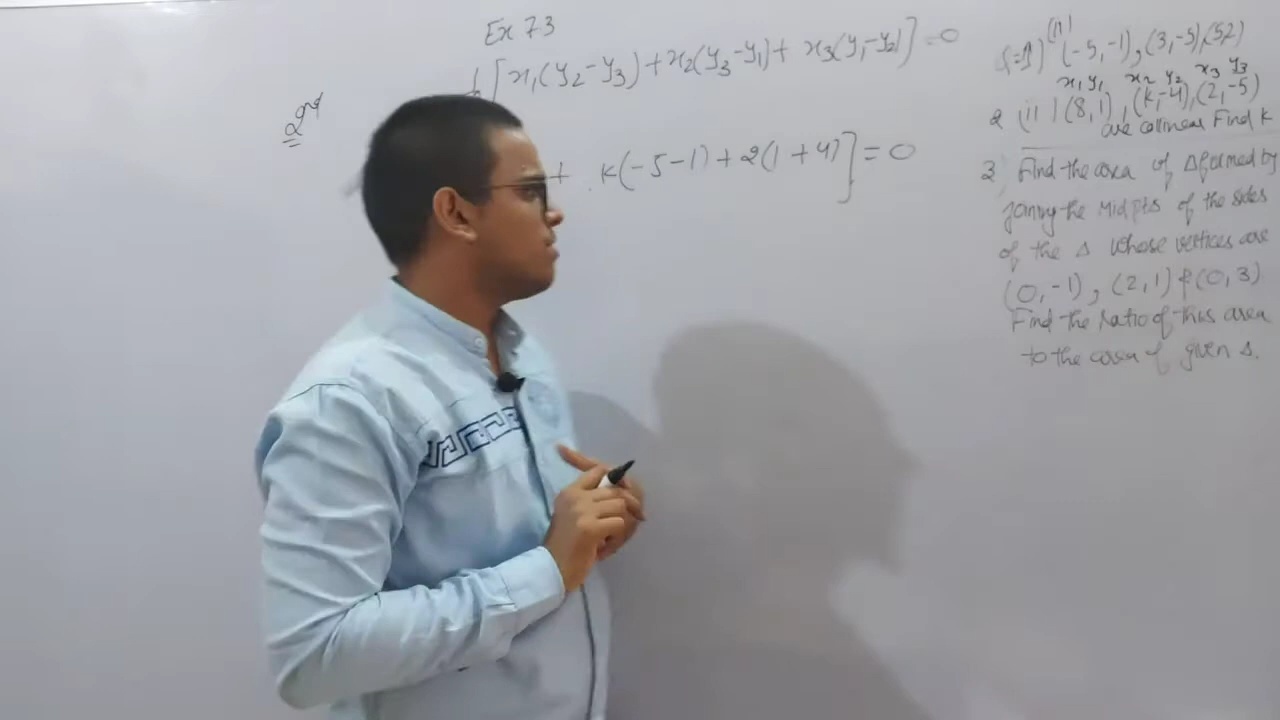 Ex 7.3
[x₁(y₂-y₃)+x₂(y₃-y₁)+ x₃(y₁-y₂)]=0
2nd
+ k(-5-1)+2(1+4)]=0
(ii) (-5,-1),(3,-5),(5,2)
x₁ y₁ x₂ y₂ x₃ y₃
2 (ii) (8,1),(k,-4),(2,-5)
are collinear Find k
3 Find the area of Δ formed by
joining the Mid pts of the sides
of the Δ whose vertices are
(0,-1), (2,1) & (0,3)
Find the Ratio of this area
to the area of given Δ.